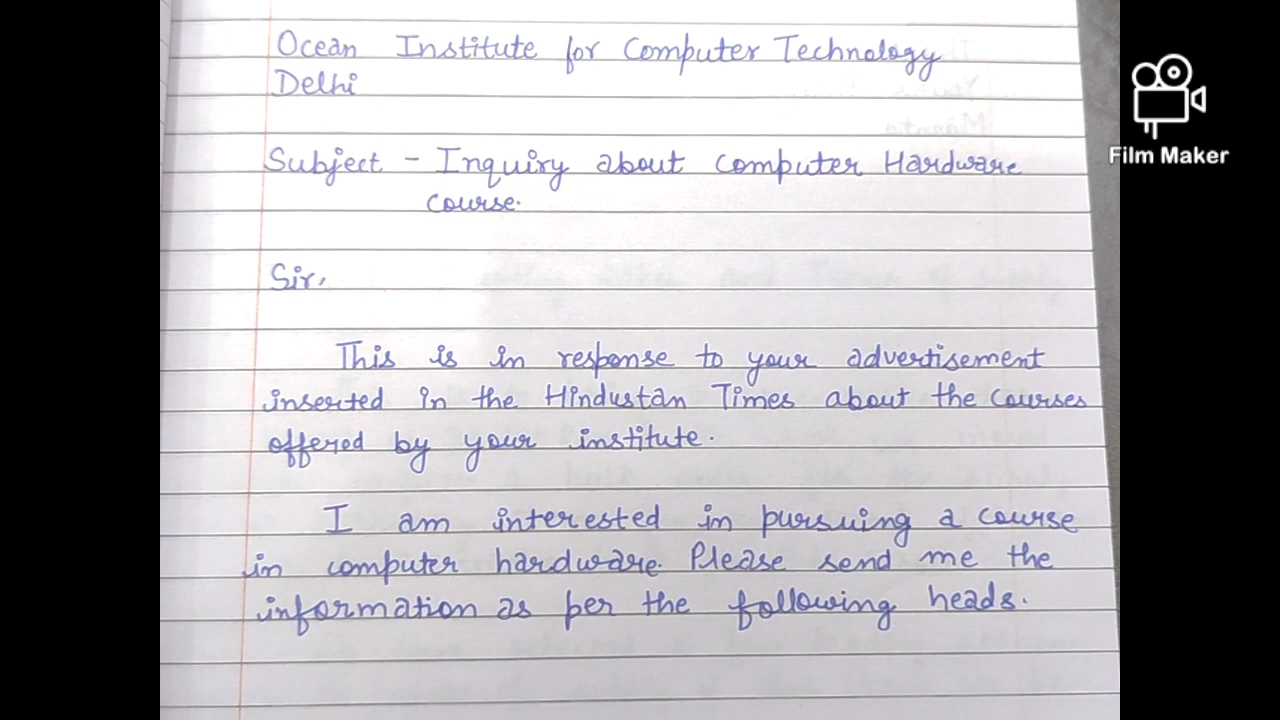 Ocean Institute for Computer Technology
Delhi
Subject - Inquiry about Computer Hardware
course.
Sir,
This is in response to your advertisement
inserted in the Hindustan Times about the courses
offered by your institute.
I am interested in pursuing a course
in computer hardware. Please send me the
information as per the following heads.
Film Maker